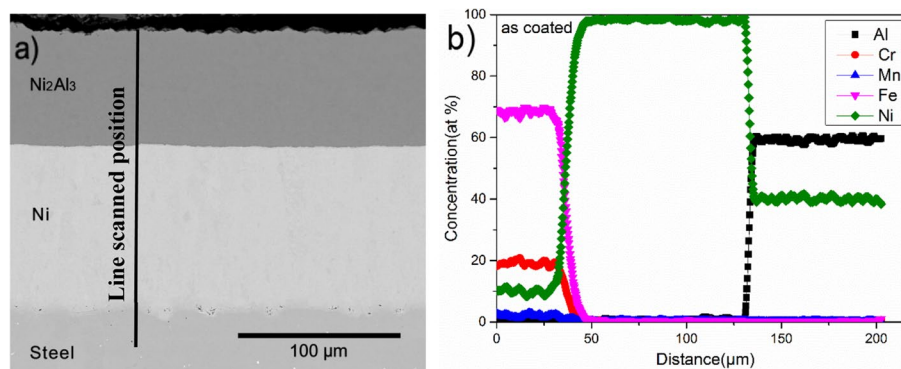 a)
Ni₂Al₃
Ni
Line scanned position
100 µm
Steel
b)
as coated
Al
Cr
Mn
Fe
Ni
100
80
60
40
20
0
Concentration(at %)
0
50
100
150
200
Distance(µm)